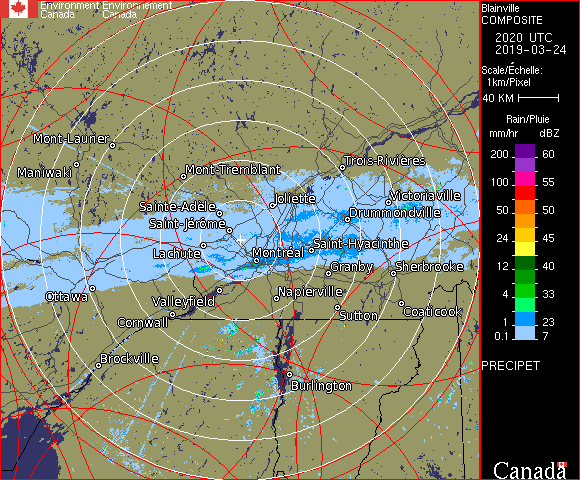 Environment Environnement
Canada Canada
Blainville
COMPOSITE
2020 UTC
2019-03-24
Scale/Échelle:
1km/Pixel
40 KM
Rain/Pluie
mm/hr dBZ
200 60
100 55
50 50
24 45
12 40
4 33
1 23
0.1 7
PRECIPET
Canada
Mont-Laurier
Maniwaki
Mont-Tremblant
Trois-Rivières
Sainte-Adèle
Joliette
Victoriaville
Saint-Jérôme
Drummondville
Lachute
Montréal
Saint-Hyacinthe
Granby
Sherbrooke
Ottawa
Valleyfield
Napierville
Cornwall
Sutton
Coaticook
Brockville
Burlington